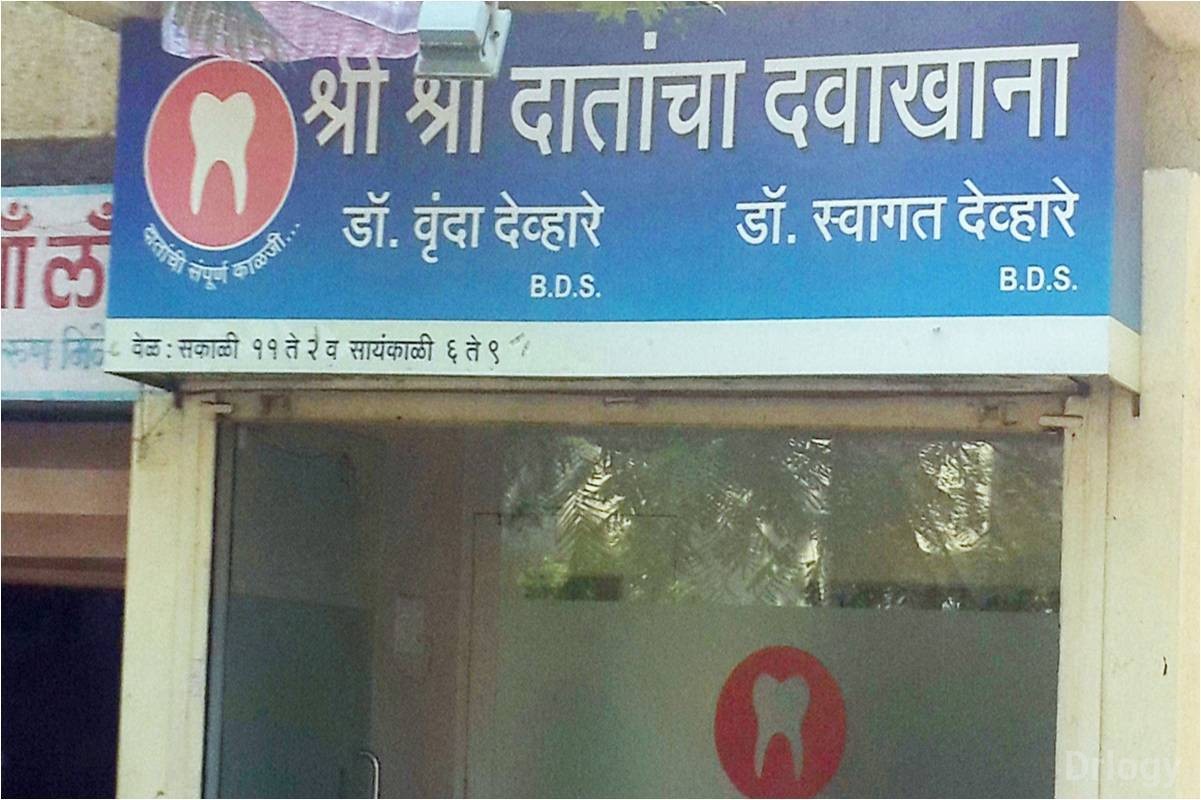 श्री श्री दातांचा दवाखाना
डॉ. वृंदा देव्हारे
B.D.S.
डॉ. स्वागत देव्हारे
B.D.S.
दातांची संपूर्ण काळजी...
वेळ : सकाळी ११ ते २ व सायंकाळी ६ ते ९
Drlogy